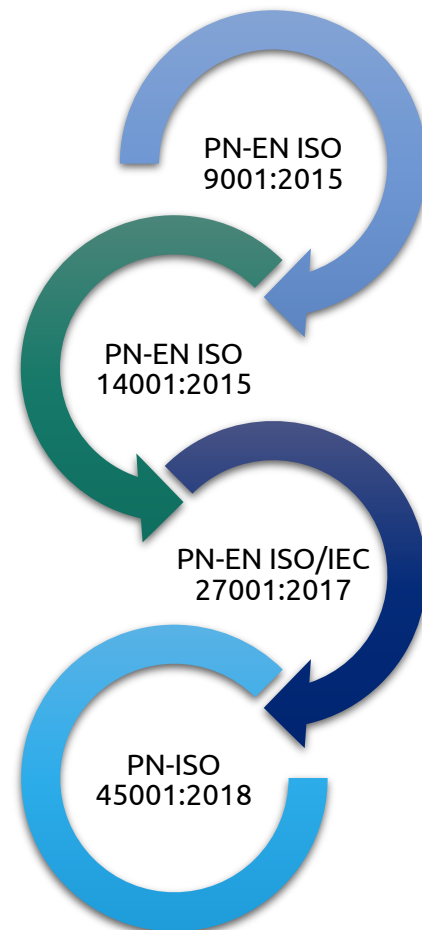 PN-EN ISO
9001:2015
PN-EN ISO
14001:2015
PN-EN ISO/IEC
27001:2017
PN-ISO
45001:2018